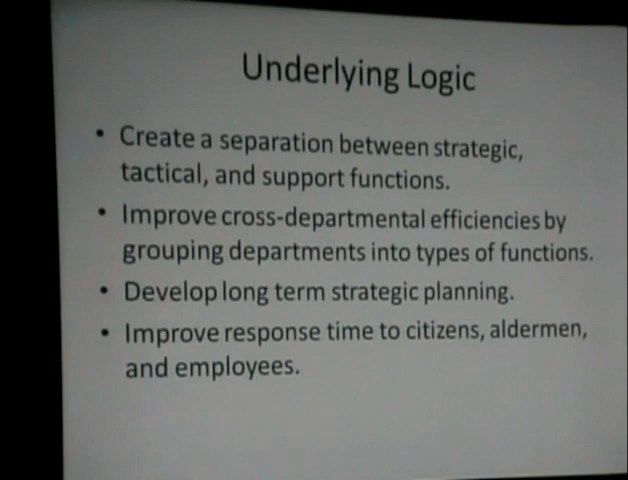 Underlying Logic
• Create a separation between strategic,
tactical, and support functions.
• Improve cross-departmental efficiencies by
grouping departments into types of functions.
• Develop long term strategic planning.
• Improve response time to citizens, aldermen,
and employees.